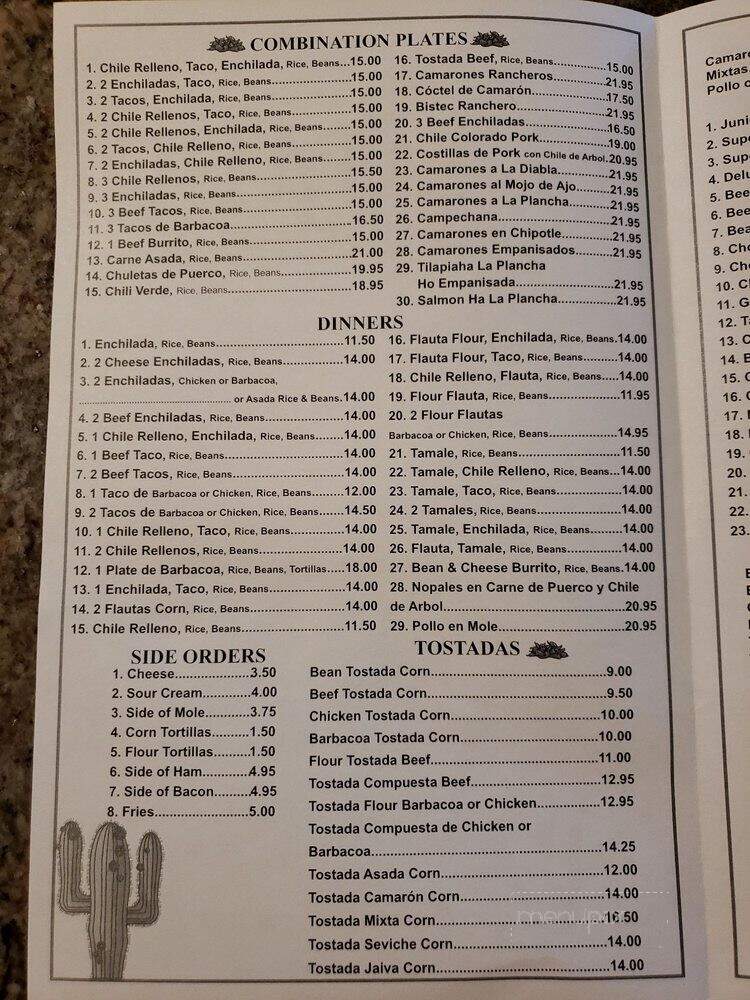 COMBINATION PLATES
1. Chile Relleno, Taco, Enchilada, Rice, Beans...15.00
2. 2 Enchiladas, Taco, Rice, Beans...15.00
3. 2 Tacos, Enchilada, Rice, Beans...15.00
4. 2 Chile Rellenos, Taco, Rice, Beans...15.00
5. 2 Chile Rellenos, Enchilada, Rice, Beans...15.00
6. 2 Tacos, Chile Relleno, Rice, Beans...15.00
7. 2 Enchiladas, Chile Relleno, Rice, Beans...15.00
8. 3 Chile Rellenos, Rice, Beans...15.50
9. 3 Enchiladas, Rice, Beans...15.00
10. 3 Beef Tacos, Rice, Beans...15.00
11. 3 Tacos de Barbacoa...16.50
12. 1 Beef Burrito, Rice, Beans...15.00
13. Carne Asada, Rice, Beans...21.00
14. Chuletas de Puerco, Rice, Beans...19.95
15. Chili Verde, Rice, Beans...18.95
16. Tostada Beef, Rice, Beans...15.00
17. Camarones Rancheros...21.95
18. Cóctel de Camarón...17.50
19. Bistec Ranchero...21.95
20. 3 Beef Enchiladas...16.50
21. Chile Colorado Pork...19.00
22. Costillas de Pork con Chile de Arbol.20.95
23. Camarones a La Diabla...21.95
24. Camarones al Mojo de Ajo...21.95
25. Camarones a La Plancha...21.95
26. Campechana...21.95
27. Camarones en Chipotle...21.95
28. Camarones Empanisados...21.95
29. Tilapiaha La Plancha
Ho Empanisada...21.95
30. Salmon Ha La Plancha...21.95
DINNERS
1. Enchilada, Rice, Beans...11.50
2. 2 Cheese Enchiladas, Rice, Beans...14.00
3. 2 Enchiladas, Chicken or Barbacoa,
... or Asada Rice & Beans.14.00
4. 2 Beef Enchiladas, Rice, Beans...14.00
5. 1 Chile Relleno, Enchilada, Rice, Beans...14.00
6. 1 Beef Taco, Rice, Beans...14.00
7. 2 Beef Tacos, Rice, Beans...14.00
8. 1 Taco de Barbacoa or Chicken, Rice, Beans...12.00
9. 2 Tacos de Barbacoa or Chicken, Rice, Beans...14.50
10. 1 Chile Relleno, Taco, Rice, Beans...14.00
11. 2 Chile Rellenos, Rice, Beans...14.00
12. 1 Plate de Barbacoa, Rice, Beans, Tortillas...18.00
13. 1 Enchilada, Taco, Rice, Beans...14.00
14. 2 Flautas Corn, Rice, Beans...14.00
15. Chile Relleno, Rice, Beans...11.50
16. Flauta Flour, Enchilada, Rice, Beans.14.00
17. Flauta Flour, Taco, Rice, Beans...14.00
18. Chile Relleno, Flauta, Rice, Beans...14.00
19. Flour Flauta, Rice, Beans...11.95
20. 2 Flour Flautas
Barbacoa or Chicken, Rice, Beans...14.95
21. Tamale, Rice, Beans...11.50
22. Tamale, Chile Relleno, Rice, Beans...14.00
23. Tamale, Taco, Rice, Beans...14.00
24. 2 Tamales, Rice, Beans...14.00
25. Tamale, Enchilada, Rice, Beans...14.00
26. Flauta, Tamale, Rice, Beans...14.00
27. Bean & Cheese Burrito, Rice, Beans.14.00
28. Nopales en Carne de Puerco y Chile
de Arbol...20.95
29. Pollo en Mole...20.95
SIDE ORDERS
1. Cheese...3.50
2. Sour Cream...4.00
3. Side of Mole...3.75
4. Corn Tortillas...1.50
5. Flour Tortillas...1.50
6. Side of Ham...4.95
7. Side of Bacon...4.95
8. Fries...5.00
TOSTADAS
Bean Tostada Corn...9.00
Beef Tostada Corn...9.50
Chicken Tostada Corn...10.00
Barbacoa Tostada Corn...10.00
Flour Tostada Beef...11.00
Tostada Compuesta Beef...12.95
Tostada Flour Barbacoa or Chicken...12.95
Tostada Compuesta de Chicken or
Barbacoa...14.25
Tostada Asada Corn...12.00
Tostada Camarón Corn...14.00
Tostada Mixta Corn...16.50
Tostada Seviche Corn...14.00
Tostada Jaiva Corn...14.00
Mixtas
Pollo
1.
2.
3.
4.
5.
6.
7.
8.
9.
10.
11.
12.
13.
14.
15.
16.
17.
18.
19.
20.
21.
22.
23.